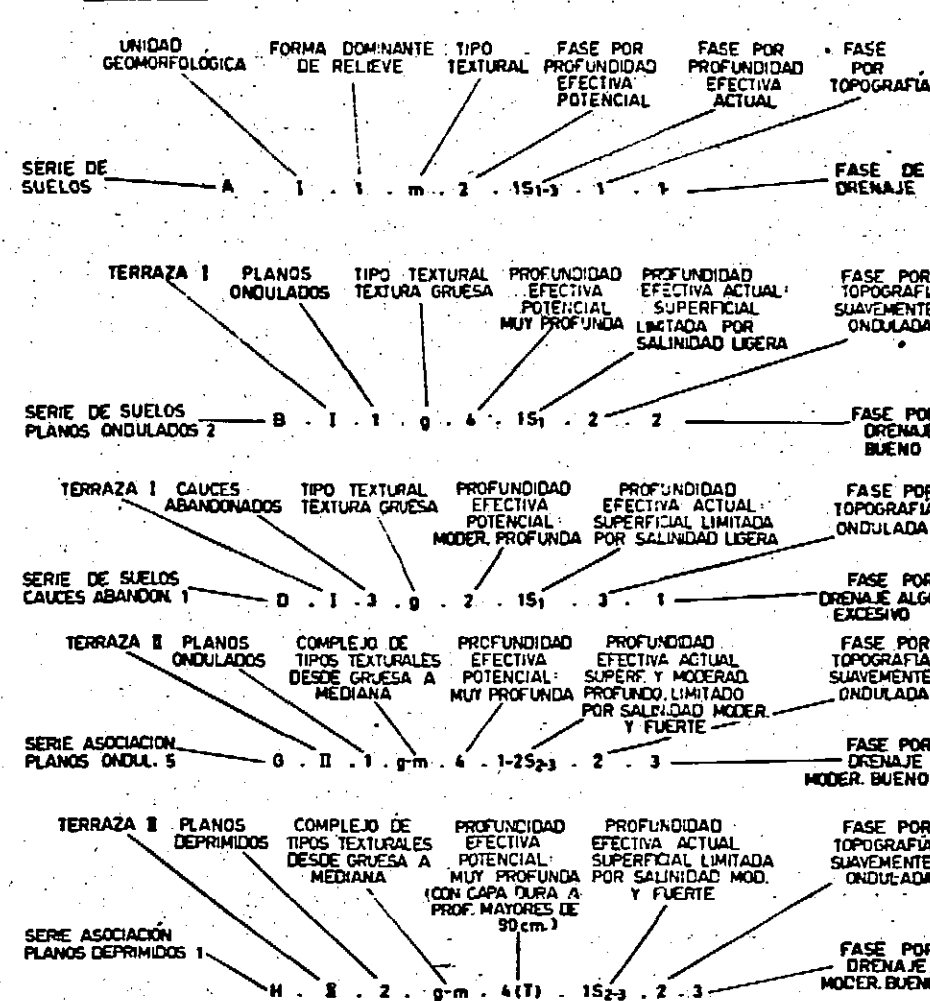 UNIDAD GEOMORFOLÓGICA
FORMA DOMINANTE DE RELIEVE
TIPO TEXTURAL
FASE POR PROFUNDIDAD EFECTIVA POTENCIAL
FASE POR PROFUNDIDAD EFECTIVA ACTUAL
FASE POR TOPOGRAFÍA
SERIE DE SUELOS
A . I . 1 . m . 2 . 1S1-3 . 1 . 1
FASE DE DRENAJE
TERRAZA I
PLANOS ONDULADOS
TIPO TEXTURAL TEXTURA GRUESA
PROFUNDIDAD EFECTIVA POTENCIAL MUY PROFUNDA
PROFUNDIDAD EFECTIVA ACTUAL: SUPERFICIAL LIMITADA POR SALINIDAD LIGERA
FASE POR TOPOGRAFI SUAVEMENTE ONDULADA
SERIE DE SUELOS PLANOS ONDULADOS 2
B . I . 1 . g . 4 . 1S1 . 2 . 2
FASE POR DRENAJE BUENO
TERRAZA I
CAUCES ABANDONADOS
TIPO TEXTURAL TEXTURA GRUESA
PROFUNDIDAD EFECTIVA POTENCIAL: MODER. PROFUNDA
PROFUNDIDAD EFECTIVA ACTUAL: SUPERFICIAL LIMITADA POR SALINIDAD LIGERA
FASE POR TOPOGRAFIA ONDULADA
SERIE DE SUELOS CAUCES ABANDON. 1
D . I . 3 . g . 2 . 1S1 . 3 . 1
FASE POR DRENAJE ALGO EXCESIVO
TERRAZA II
PLANOS ONDULADOS
COMPLEJO DE TIPOS TEXTURALES DESDE GRUESA A MEDIANA
PROFUNDIDAD EFECTIVA POTENCIAL: MUY PROFUNDA
PROFUNDIDAD EFECTIVA ACTUAL SUPERF. Y MODERAD. PROFUNDO. LIMITADO POR SALINIDAD MODER. Y FUERTE
FASE POR TOPOGRAFIA SUAVEMENTE ONDULADA
SERIE ASOCIACION PLANOS ONDUL. 5
G . II . 1 . g-m . 4 . 1-2S2-3 . 2 . 3
FASE POR DRENAJE MODER. BUENO
TERRAZA II
PLANOS DEPRIMIDOS
COMPLEJO DE TIPOS TEXTURALES DESDE GRUESA A MEDIANA
PROFUNDIDAD EFECTIVA POTENCIAL: MUY PROFUNDA (CON CAPA DURA A PROF. MAYORES DE 90 cm.)
PROFUNDIDAD EFECTIVA ACTUAL SUPERFICIAL LIMITADA POR SALINIDAD MOD. Y FUERTE
FASE POR TOPOGRAFIA SUAVEMENTE ONDULADA
SERIE ASOCIACIÓN PLANOS DEPRIMIDOS 1
H . II . 2 . g-m . 4(T) . 1S2-3 . 2 . 3
FASE POR DRENAJE MODER. BUENO